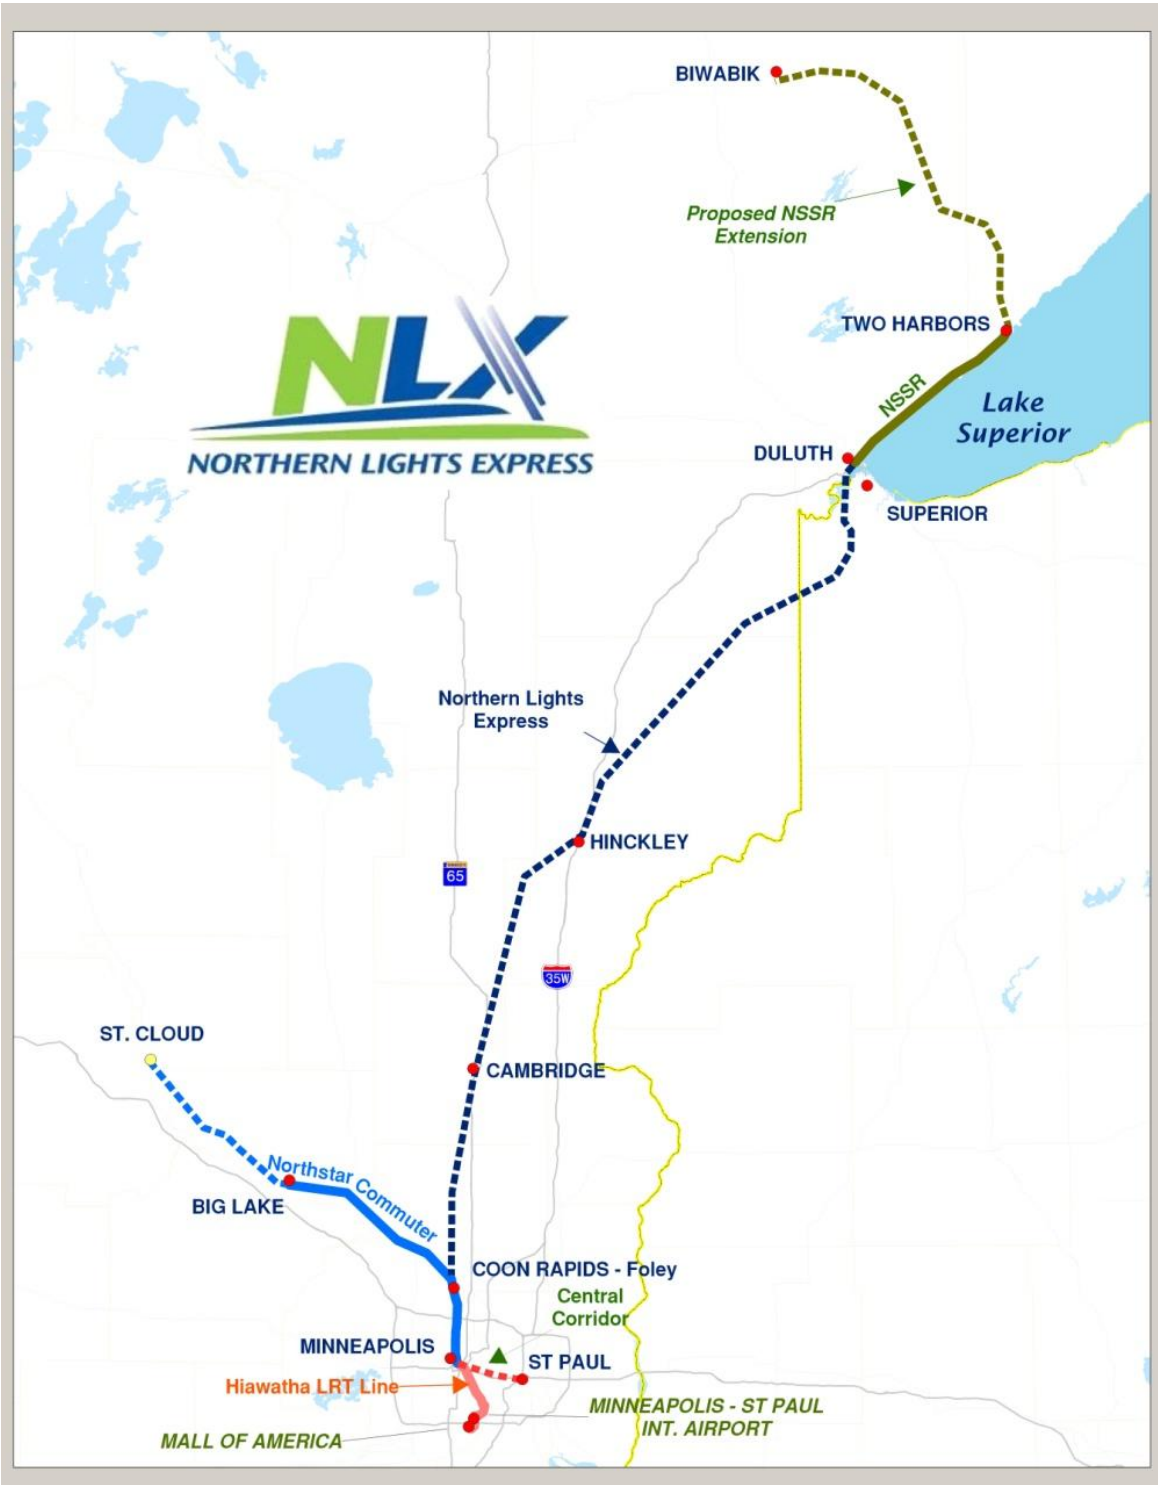 BIWABIK
Proposed NSSR
Extension
TWO HARBORS
NLX
NORTHERN LIGHTS EXPRESS
NSSR
Lake
Superior
DULUTH
SUPERIOR
Northern Lights
Express
HINCKLEY
65
35W
ST. CLOUD
CAMBRIDGE
Northstar Commuter
BIG LAKE
COON RAPIDS - Foley
Central
Corridor
MINNEAPOLIS
ST PAUL
Hiawatha LRT Line
MINNEAPOLIS - ST PAUL
INT. AIRPORT
MALL OF AMERICA